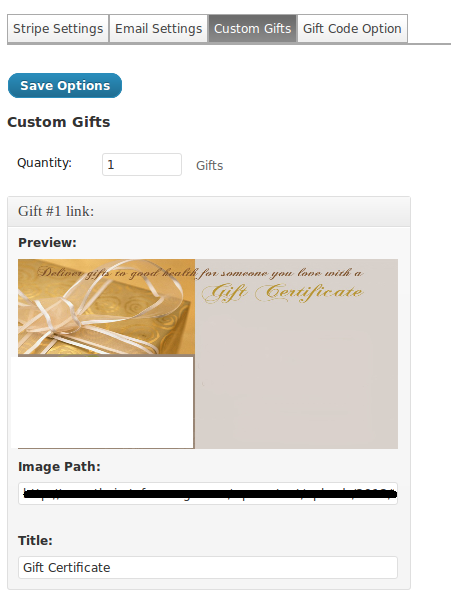 Stripe Settings Email Settings Custom Gifts Gift Code Option
Save Options
Custom Gifts
Quantity: 1 Gifts
Gift #1 link:
Preview:
Deliver gifts to good health for someone you love with a
Gift Certificate
Image Path:
Title:
Gift Certificate